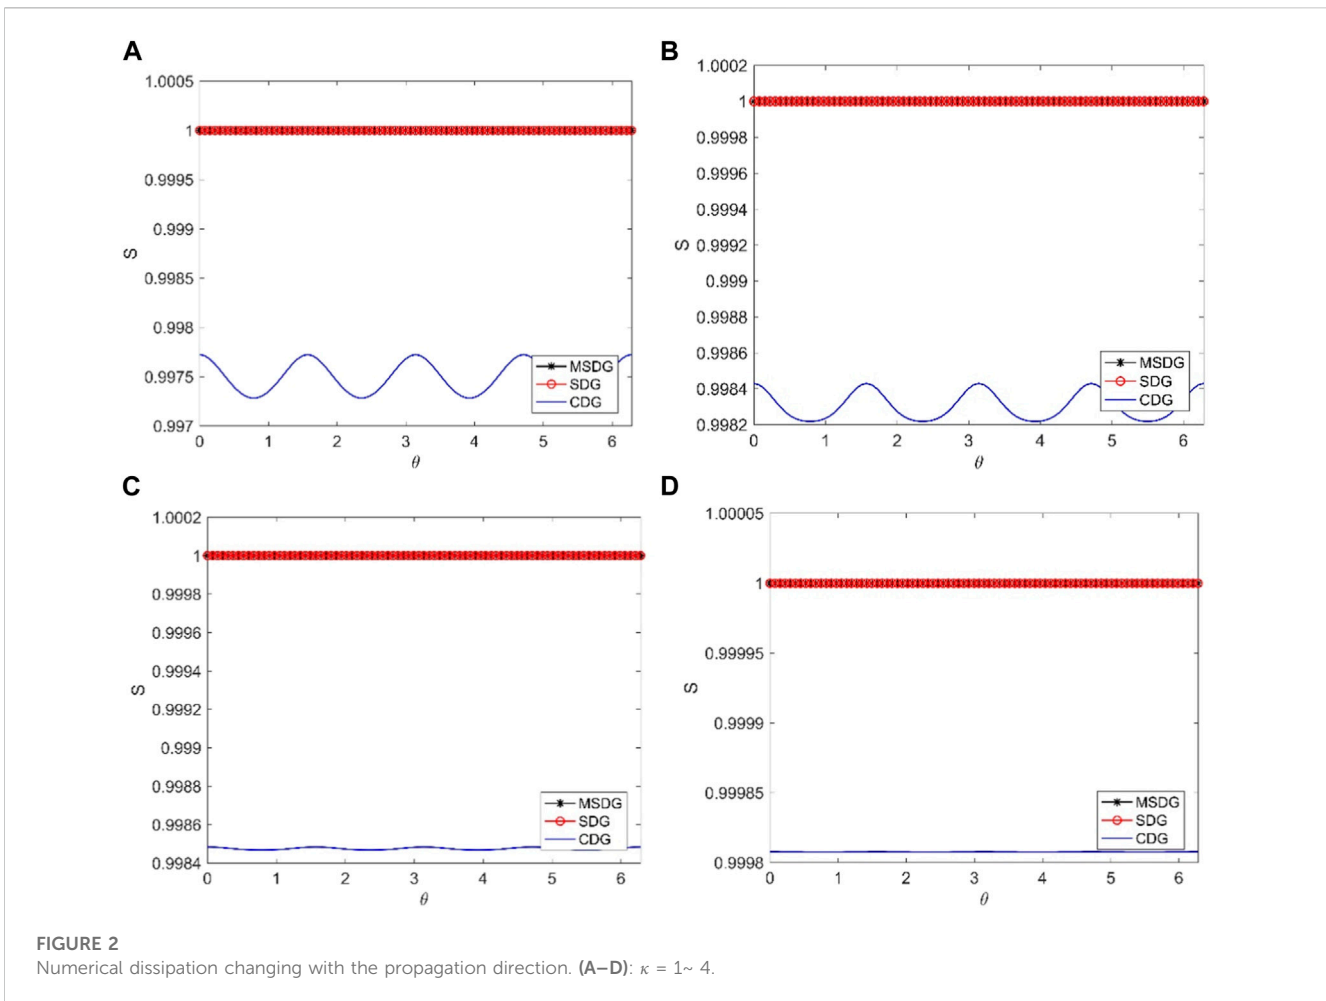 A
1.0005
1
0.9995
0.999
0.9985
0.998
0.9975
0.997
S
0 1 2 3 4 5 6
θ
MSDG
SDG
CDG
B
1.0002
1
0.9998
0.9996
0.9994
0.9992
0.999
0.9988
0.9986
0.9984
0.9982
S
0 1 2 3 4 5 6
θ
MSDG
SDG
CDG
C
1.0002
1
0.9998
0.9996
0.9994
0.9992
0.999
0.9988
0.9986
0.9984
S
0 1 2 3 4 5 6
θ
MSDG
SDG
CDG
D
1.00005
1
0.99995
0.9999
0.99985
0.9998
S
0 1 2 3 4 5 6
θ
MSDG
SDG
CDG
FIGURE 2
Numerical dissipation changing with the propagation direction. (A–D): κ = 1~ 4.